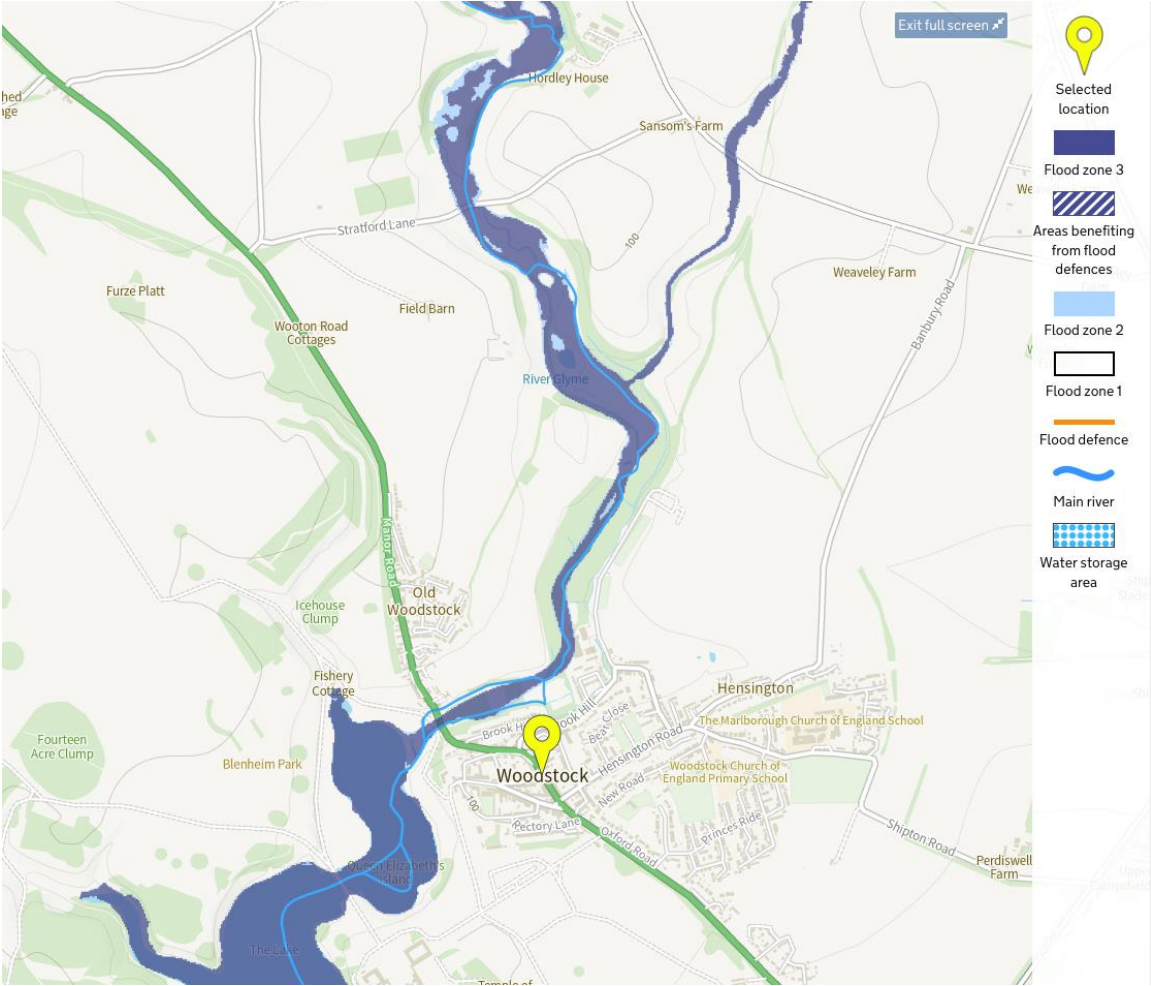 Exit full screen
Hordley House
hed
Sansom's Farm
Stratford Lane
100
Weaveley Farm
Furze Platt
Field Barn
Banbury Road
Wooton Road
Cottages
River Glyme
Manor Road
Old
Woodstock
Icehouse
Clump
Fishery
Cottage
Hensington
The Marlborough Church of England School
Fourteen
Acre Clump
Blenheim Park
Brook Hill
Beat Close
Hensington Road
Woodstock Church of
England Primary School
Woodstock
New Road
100
Rectory Lane
Oxford Road
Princes Ride
Shipton Road
Perdiswell
Farm
Queen Elizabeth's
Island
The Lake
Temple of
Selected
location
Flood zone 3
Areas benefiting
from flood
defences
Flood zone 2
Flood zone 1
Flood defence
Main river
Water storage
area